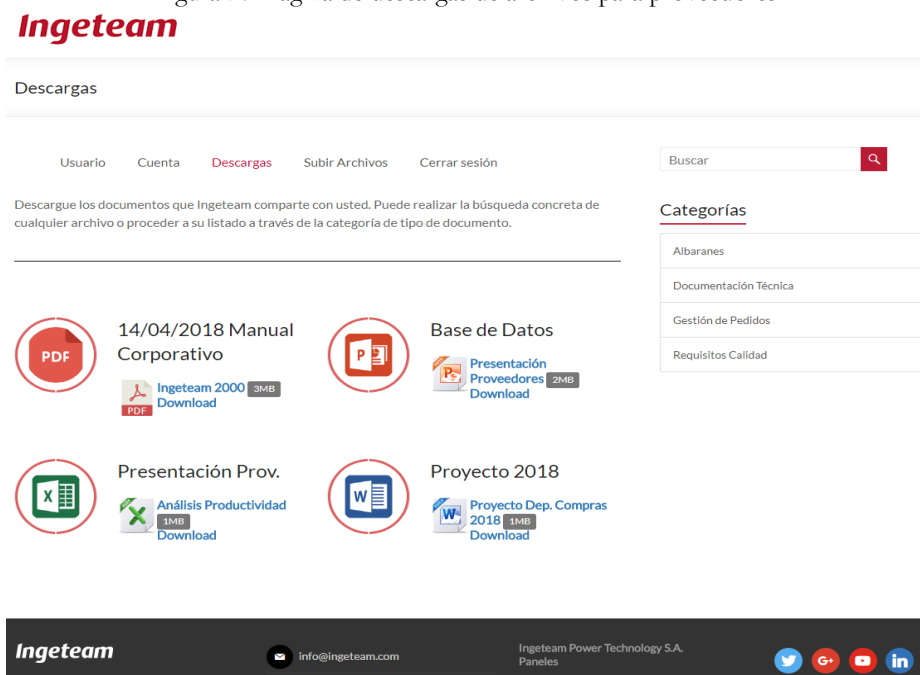 Ingeteam
Descargas
Usuario Cuenta Descargas Subir Archivos Cerrar sesión
Buscar
Descargue los documentos que Ingeteam comparte con usted. Puede realizar la búsqueda concreta de
cualquier archivo o proceder a su listado a través de la categoría de tipo de documento.
Categorías
Albaranes
Documentación Técnica
Gestión de Pedidos
Requisitos Calidad
PDF
14/04/2018 Manual
Corporativo
PDF
Ingeteam 2000 3MB
Download
P
Base de Datos
Presentación
Proveedores 2MB
Download
X
Presentación Prov.
Análisis Productividad
1MB
Download
W
Proyecto 2018
Proyecto Dep. Compras
2018 1MB
Download
Ingeteam
info@ingeteam.com
Ingeteam Power Technology S.A.
Paneles
G+
in